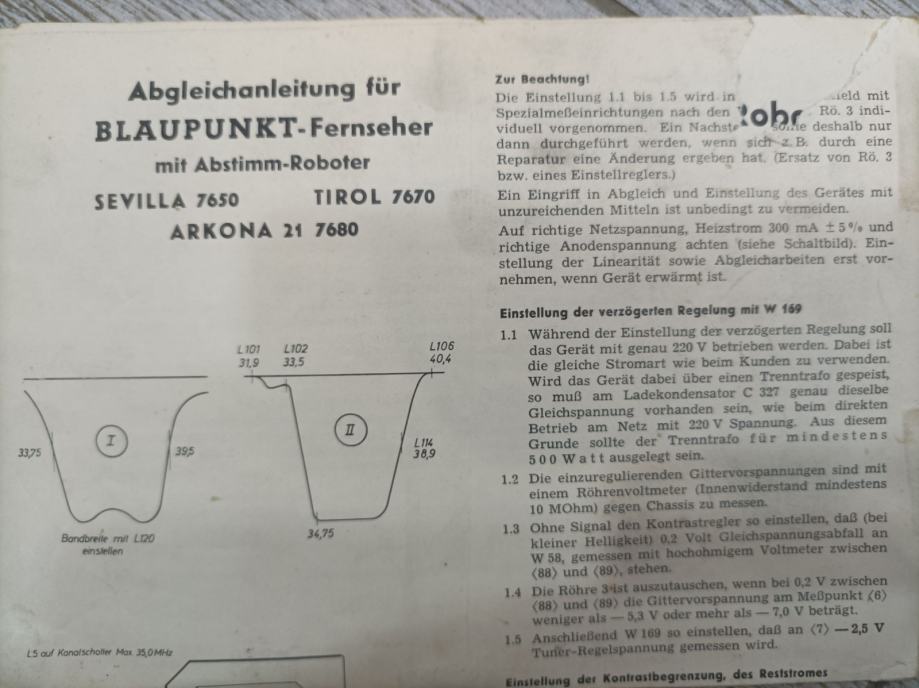 Abgleichanleitung für
BLAUPUNKT-Fernseher
mit Abstimm-Roboter
SEVILLA 7650 TIROL 7670
ARKONA 21 7680
L101
31,9
L102
33,5
L106
40,4
I
II
33,75
39,5
L114
38,9
34,75
Bandbreite mit L120
einstellen
L5 auf Kanalschalter Max. 35,0 MHz
Zur Beachtung!
Die Einstellung 1.1 bis 1.5 wird in ield mit
Spezialmeßeinrichtungen nach den Rohr Rö. 3 indi-
viduell vorgenommen. Ein Nachste deshalb nur
dann durchgeführt werden, wenn sich z. B. durch eine
Reparatur eine Änderung ergeben hat. (Ersatz von Rö. 3
bzw. eines Einstellreglers.)
Ein Eingriff in Abgleich und Einstellung des Gerätes mit
unzureichenden Mitteln ist unbedingt zu vermeiden.
Auf richtige Netzspannung, Heizstrom 300 mA ± 5% und
richtige Anodenspannung achten (siehe Schaltbild). Ein-
stellung der Linearität sowie Abgleicharbeiten erst vor-
nehmen, wenn Gerät erwärmt ist.
Einstellung der verzögerten Regelung mit W 169
1.1 Während der Einstellung der verzögerten Regelung soll
das Gerät mit genau 220 V betrieben werden. Dabei ist
die gleiche Stromart wie beim Kunden zu verwenden.
Wird das Gerät dabei über einen Trenntrafo gespeist,
so muß am Ladekondensator C 327 genau dieselbe
Gleichspannung vorhanden sein, wie beim direkten
Betrieb am Netz mit 220 V Spannung. Aus diesem
Grunde sollte der Trenntrafo für mindestens
500 Watt ausgelegt sein.
1.2 Die einzuregulierenden Gittervorspannungen sind mit
einem Röhrenvoltmeter (Innenwiderstand mindestens
10 MOhm) gegen Chassis zu messen.
1.3 Ohne Signal den Kontrastregler so einstellen, daß (bei
kleiner Helligkeit) 0,2 Volt Gleichspannungsabfall an
W 58, gemessen mit hochohmigem Voltmeter zwischen
⟨88⟩ und ⟨89⟩, stehen.
1.4 Die Röhre 3 ist auszutauschen, wenn bei 0,2 V zwischen
⟨88⟩ und ⟨89⟩ die Gittervorspannung am Meßpunkt ⟨6⟩
weniger als — 5,3 V oder mehr als — 7,0 V beträgt.
1.5 Anschließend W 169 so einstellen, daß an ⟨7⟩ — 2,5 V
Tuner-Regelspannung gemessen wird.
Einstellung der Kontrastbegrenzung, des Reststromes